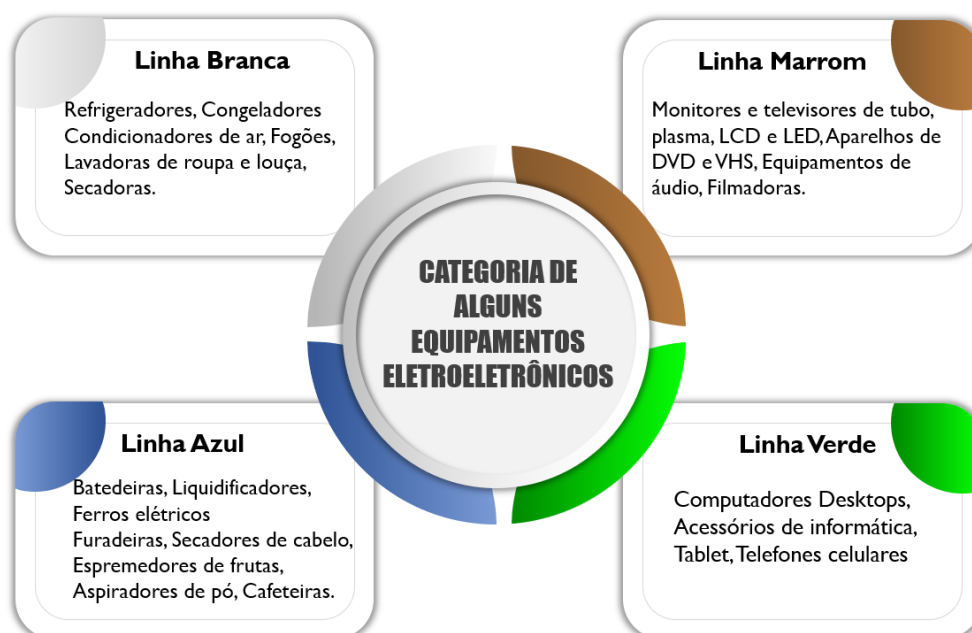 Linha Branca
Refrigeradores, Congeladores
Condicionadores de ar, Fogões,
Lavadoras de roupa e louça,
Secadoras.
Linha Marrom
Monitores e televisores de tubo,
plasma, LCD e LED, Aparelhos de
DVD e VHS, Equipamentos de
áudio, Filmadoras.
CATEGORIA DE
ALGUNS
EQUIPAMENTOS
ELETROELETRÔNICOS
Linha Azul
Batedeiras, Liquidificadores,
Ferros elétricos
Furadeiras, Secadores de cabelo,
Espremedores de frutas,
Aspiradores de pó, Cafeteiras.
Linha Verde
Computadores Desktops,
Acessórios de informática,
Tablet, Telefones celulares